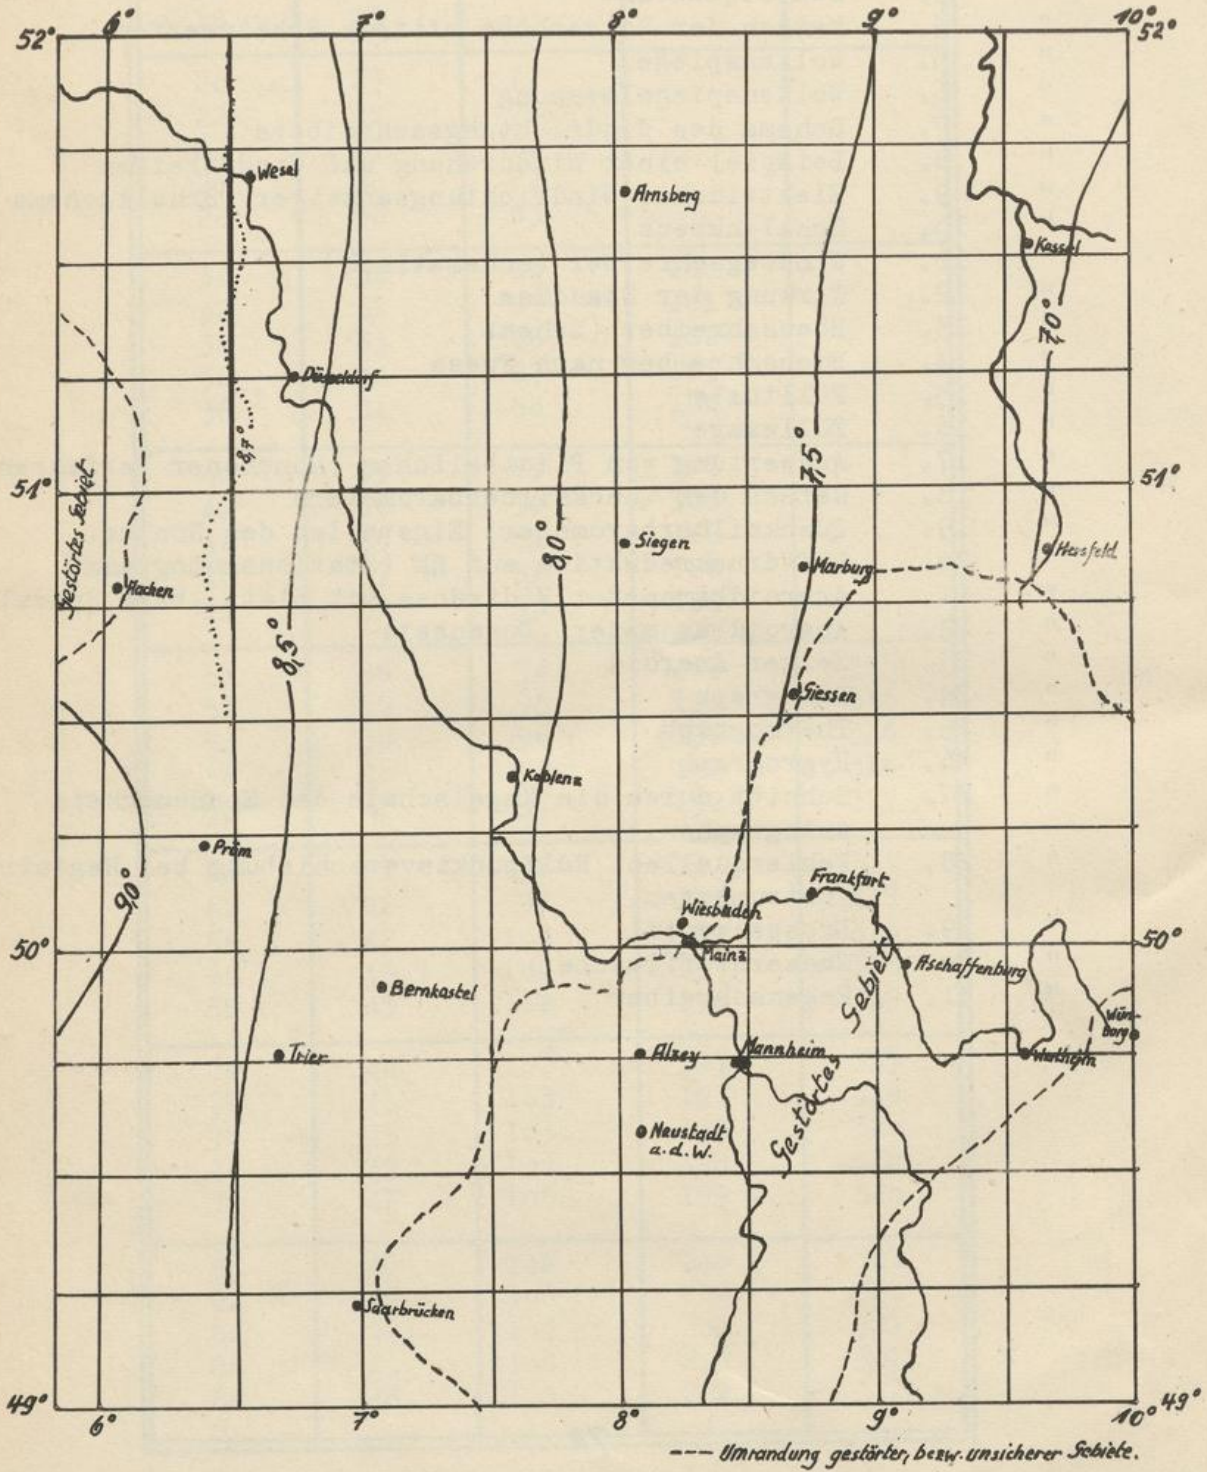 6° 7° 8° 9° 10°
52° 52°
Wesel
Arnsberg
Kassel
7,0°
Düsseldorf
8,7°
7,5°
51° 51°
Gestörtes Gebiet
8,0°
Siegen
Hersfeld
Marburg
Aachen
8,5°
Giessen
Koblenz
Prüm
9,0°
Frankfurt
Wiesbaden
50° 50°
Mainz
Aschaffenburg
Bernkastel
Gestörtes Gebiet
Würz-
burg
Trier
Alzey
Mannheim
Wertheim
Neustadt
a.d.W.
Saarbrücken
49° 49°
6° 7° 8° 9° 10°
---- Umrandung gestörter, bezw. unsicherer Gebiete.